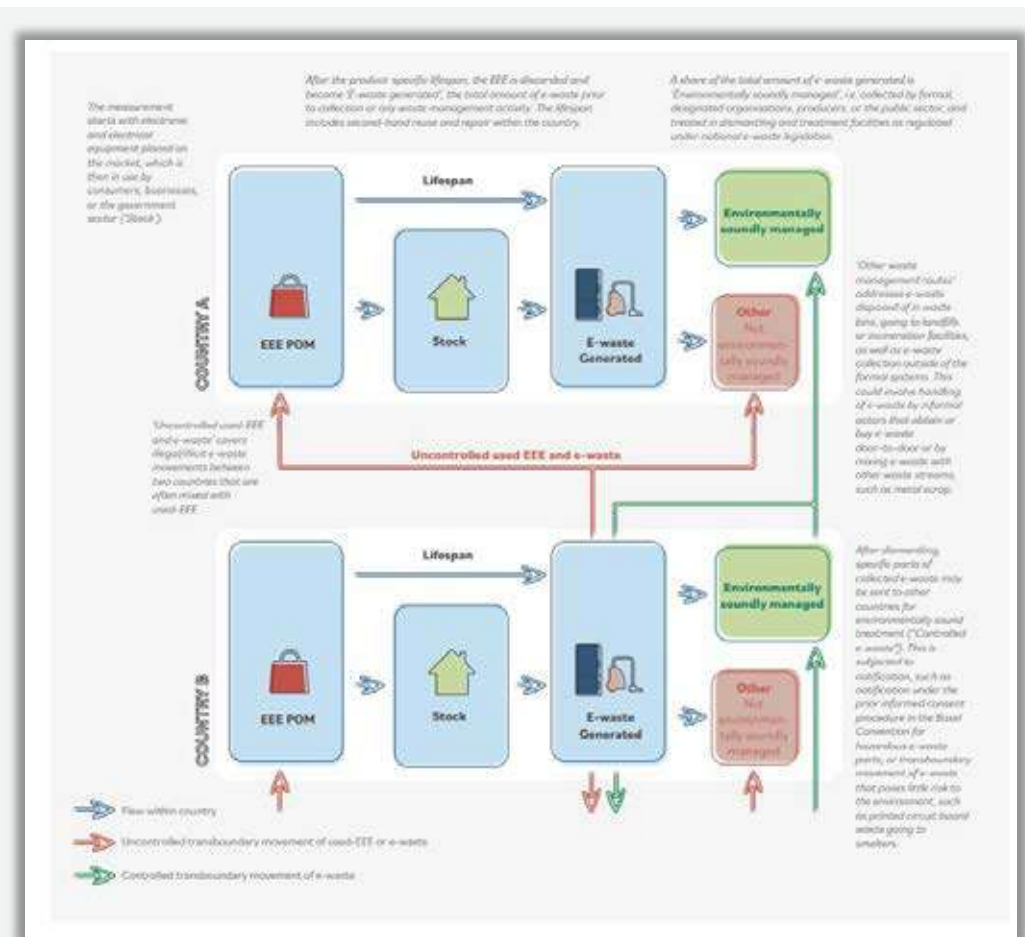 After the product-specific lifespan, the EEE is discarded and
become 'E-waste generated', the total amount of e-waste prior
to collection or any waste management activity. The lifespan
includes second-hand reuse and repair within the country.
A share of the total amount of e-waste generated is
'Environmentally soundly managed', i.e. collected by formal,
designated organisations, producers, or the public sector, and
treated in dismantling and treatment facilities as regulated
under national e-waste legislation.
The measurement
starts with electronic
and electrical
equipment placed on
the market, which is
then in use by
consumers, businesses,
or the government
sector ('Stock').
COUNTRY A
Lifespan
EEE POM
Stock
E-waste
Generated
Environmentally
soundly managed
Other
Not
environmen-
tally soundly
managed
'Other waste
management routes'
addresses e-waste
disposed of in waste
bins, going to landfills
or incineration facilities,
as well as e-waste
collection outside of the
formal systems. This
could involve handling
of e-waste by informal
actors that obtain or
buy e-waste
door-to-door or by
mixing e-waste with
other waste streams,
such as metal scrap.
'Uncontrolled used-EEE
and e-waste' covers
illegal/illicit e-waste
movements between
two countries that are
often mixed with
used-EEE
Uncontrolled used EEE and e-waste
COUNTRY B
Lifespan
EEE POM
Stock
E-waste
Generated
Environmentally
soundly managed
Other
Not
environmen-
tally soundly
managed
After dismantling,
specific parts of
collected e-waste may
be sent to other
countries for
environmentally sound
treatment ("Controlled
e-waste"). This is
subjected to
notification, such as
notification under the
prior informed consent
procedure in the Basel
Convention for
hazardous e-waste
parts, or transboundary
movement of e-waste
that poses little risk to
the environment, such
as printed circuit board
waste going to
smelters.
Flow within country
Uncontrolled transboundary movement of used-EEE or e-waste
Controlled transboundary movement of e-waste